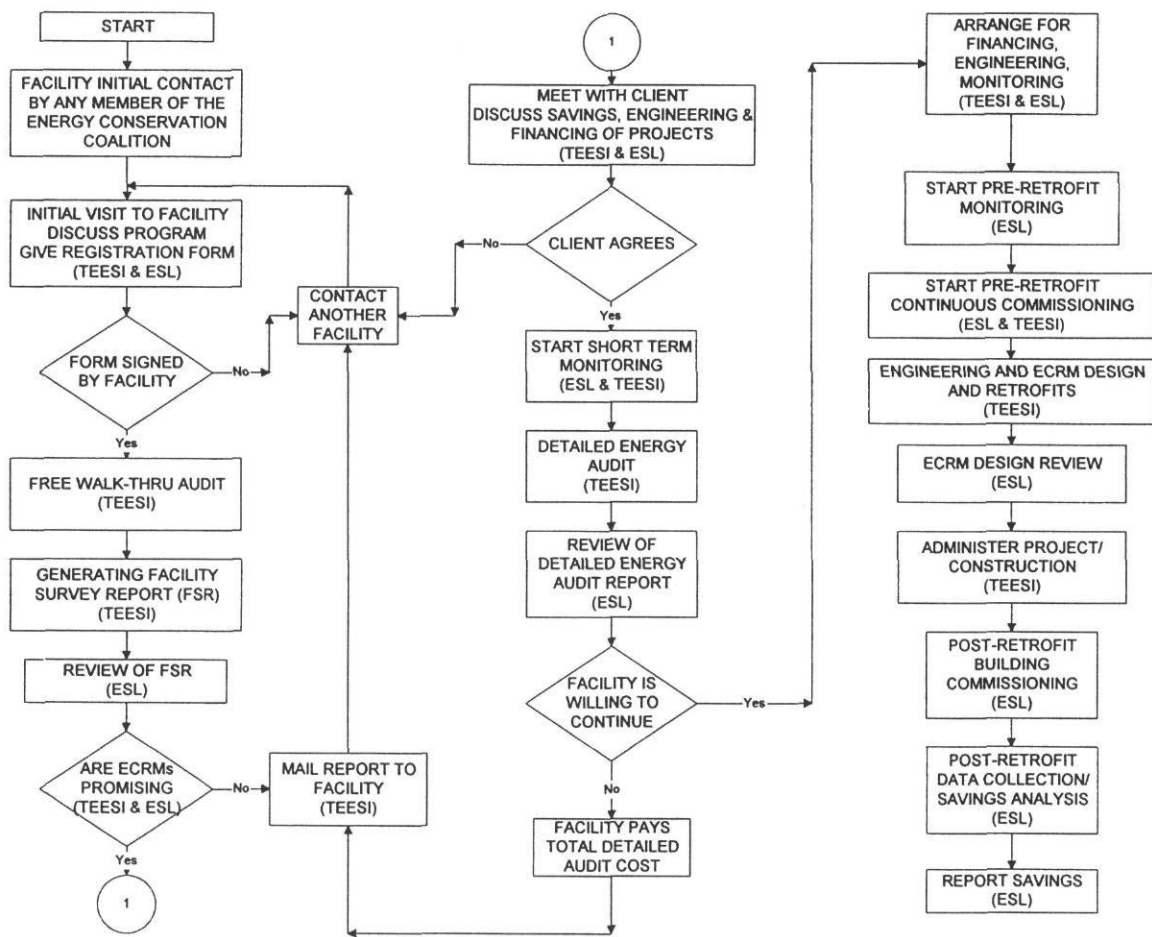 START
FACILITY INITIAL CONTACT
BY ANY MEMBER OF THE
ENERGY CONSERVATION
COALITION
INITIAL VISIT TO FACILITY
DISCUSS PROGRAM
GIVE REGISTRATION FORM
(TEESI & ESL)
FORM SIGNED
BY FACILITY
No
Yes
FREE WALK-THRU AUDIT
(TEESI)
GENERATING FACILITY
SURVEY REPORT (FSR)
(TEESI)
REVIEW OF FSR
(ESL)
ARE ECRMs
PROMISING
(TEESI & ESL)
No
Yes
1
CONTACT
ANOTHER
FACILITY
MAIL REPORT TO
FACILITY
(TEESI)
1
MEET WITH CLIENT
DISCUSS SAVINGS, ENGINEERING &
FINANCING OF PROJECTS
(TEESI & ESL)
No
CLIENT AGREES
Yes
START SHORT TERM
MONITORING
(ESL & TEESI)
DETAILED ENERGY
AUDIT
(TEESI)
REVIEW OF
DETAILED ENERGY
AUDIT REPORT
(ESL)
FACILITY IS
WILLING TO
CONTINUE
Yes
No
FACILITY PAYS
TOTAL DETAILED
AUDIT COST
ARRANGE FOR
FINANCING,
ENGINEERING,
MONITORING
(TEESI & ESL)
START PRE-RETROFIT
MONITORING
(ESL)
START PRE-RETROFIT
CONTINUOUS COMMISSIONING
(ESL & TEESI)
ENGINEERING AND ECRM DESIGN
AND RETROFITS
(TEESI)
ECRM DESIGN REVIEW
(ESL)
ADMINISTER PROJECT/
CONSTRUCTION
(TEESI)
POST-RETROFIT
BUILDING
COMMISSIONING
(ESL)
POST-RETROFIT
DATA COLLECTION/
SAVINGS ANALYSIS
(ESL)
REPORT SAVINGS
(ESL)